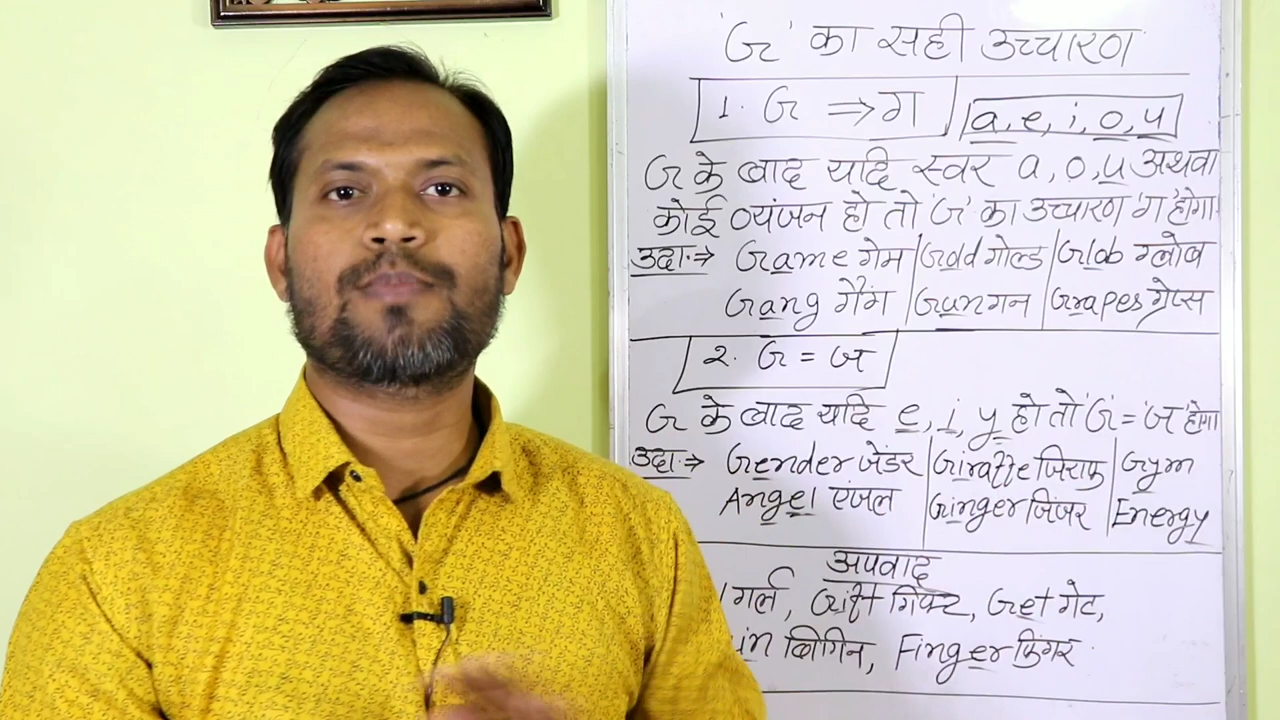 'G' का सही उच्चारण
1. G ⇒ ग a, e, i, o, u
G के बाद यदि स्वर a, o, u अथवा
कोई व्यंजन हो तो 'G' का उच्चारण 'ग' होगा।
उदा.→ Game गेम | Gold गोल्ड | Glob ग्लोब
Gang गैंग | Gun गन | Grapes ग्रेप्स
2. G = ज
G के बाद यदि e, i, y हो तो 'G' = 'ज' होगा
उदा.→ Gender जेंडर | Giraffe जिराफ | Gym
Angel एंजल | Ginger जिंजर | Energy
अपवाद
गर्ल, Gift गिफ्ट, Get गेट,
in बिगिन, Finger फिंगर